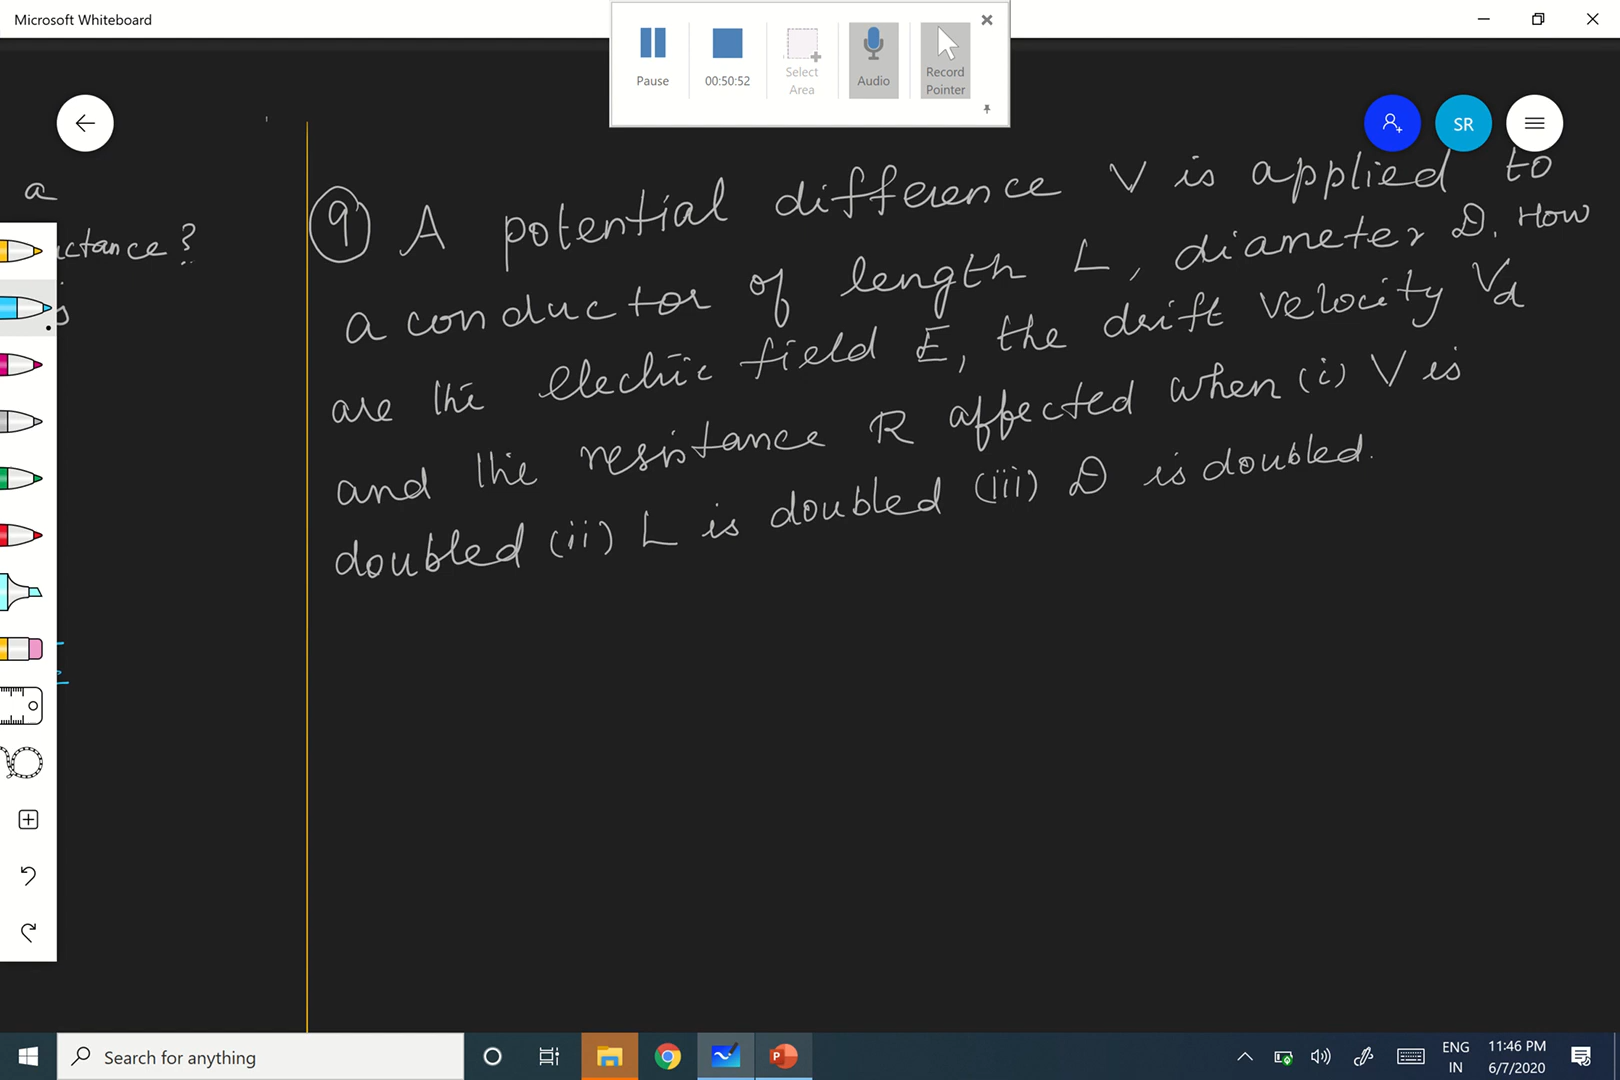 Microsoft Whiteboard
Pause
00:50:52
Select
Area
Audio
Record
Pointer
SR
a
uctance?
s
9 A potential difference V is applied to
a conductor of length L, diameter D. How
are the electric field E, the drift velocity Vd
and the resistance R affected when (i) V is
doubled (ii) L is doubled (iii) D is doubled.
Search for anything
ENG
IN
11:46 PM
6/7/2020